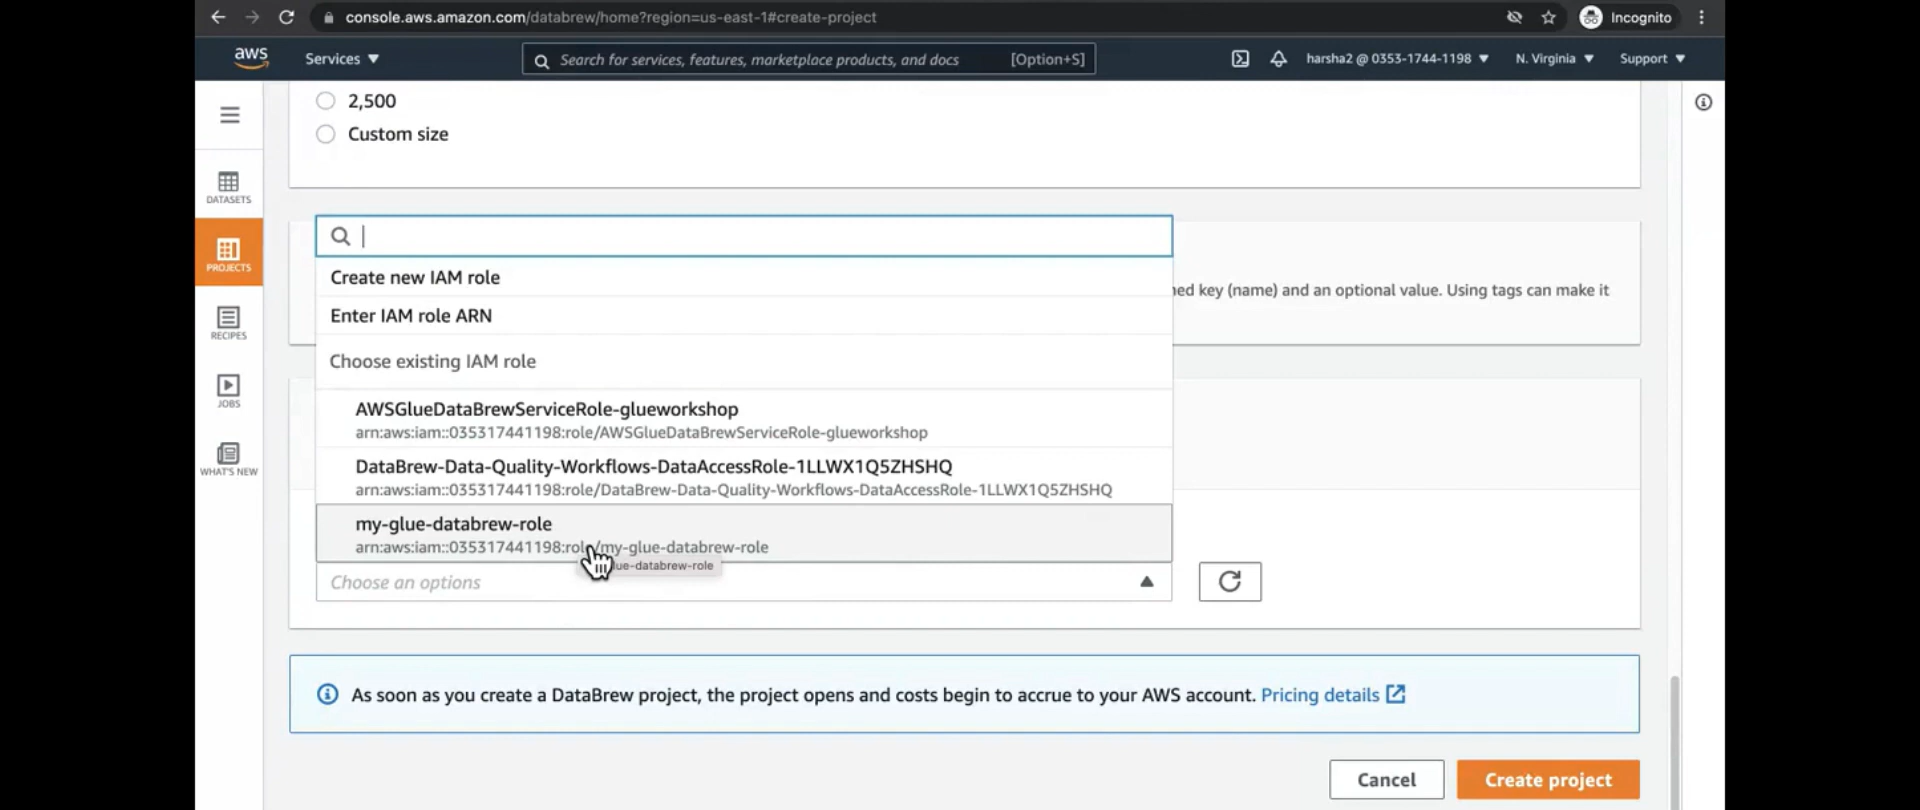 console.aws.amazon.com/databrew/home?region=us-east-1#create-project
Incognito
aws
Services
Search for services, features, marketplace products, and docs
[Option+S]
harsha2 @ 0353-1744-1198
N. Virginia
Support
2,500
Custom size
DATASETS
PROJECTS
RECIPES
JOBS
WHAT'S NEW
Create new IAM role
key (name) and an optional value. Using tags can make it
Enter IAM role ARN
Choose existing IAM role
AWSGlueDataBrewServiceRole-glueworkshop
arn:aws:iam::035317441198:role/AWSGlueDataBrewServiceRole-glueworkshop
DataBrew-Data-Quality-Workflows-DataAccessRole-1LLWX1Q5ZHSHQ
arn:aws:iam::035317441198:role/DataBrew-Data-Quality-Workflows-DataAccessRole-1LLWX1Q5ZHSHQ
my-glue-databrew-role
arn:aws:iam::035317441198:role/my-glue-databrew-role
ue-databrew-role
Choose an options
As soon as you create a DataBrew project, the project opens and costs begin to accrue to your AWS account. Pricing details
Cancel
Create project